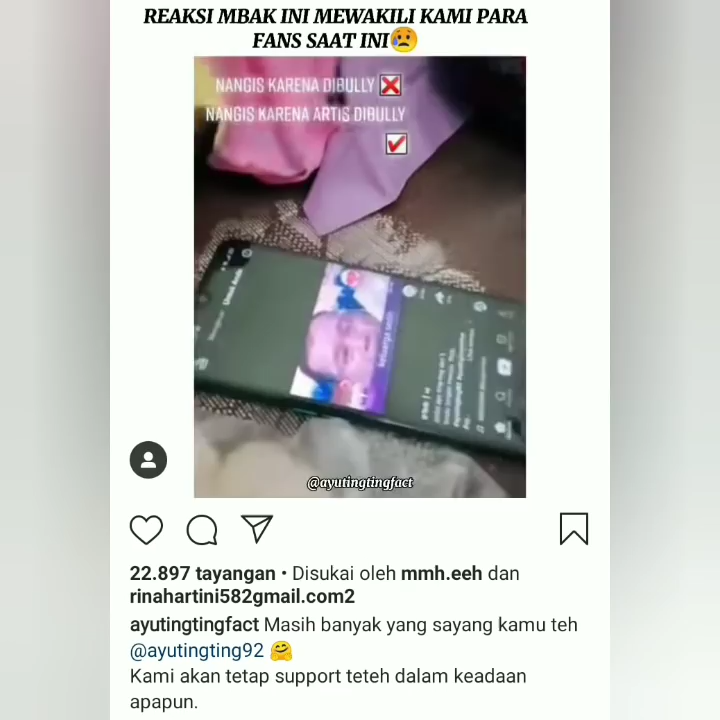 REAKSI MBAK INI MEWAKILI KAMI PARA
FANS SAAT INI😥
NANGIS KARENA DIBULLY ❌
NANGIS KARENA ARTIS DIBULLY
✅
@ayutingtingfact
22.897 tayangan • Disukai oleh mmh.eeh dan
rinahartini582gmail.com2
ayutingtingfact Masih banyak yang sayang kamu teh
@ayutingting92 🤗
Kami akan tetap support teteh dalam keadaan
apapun.